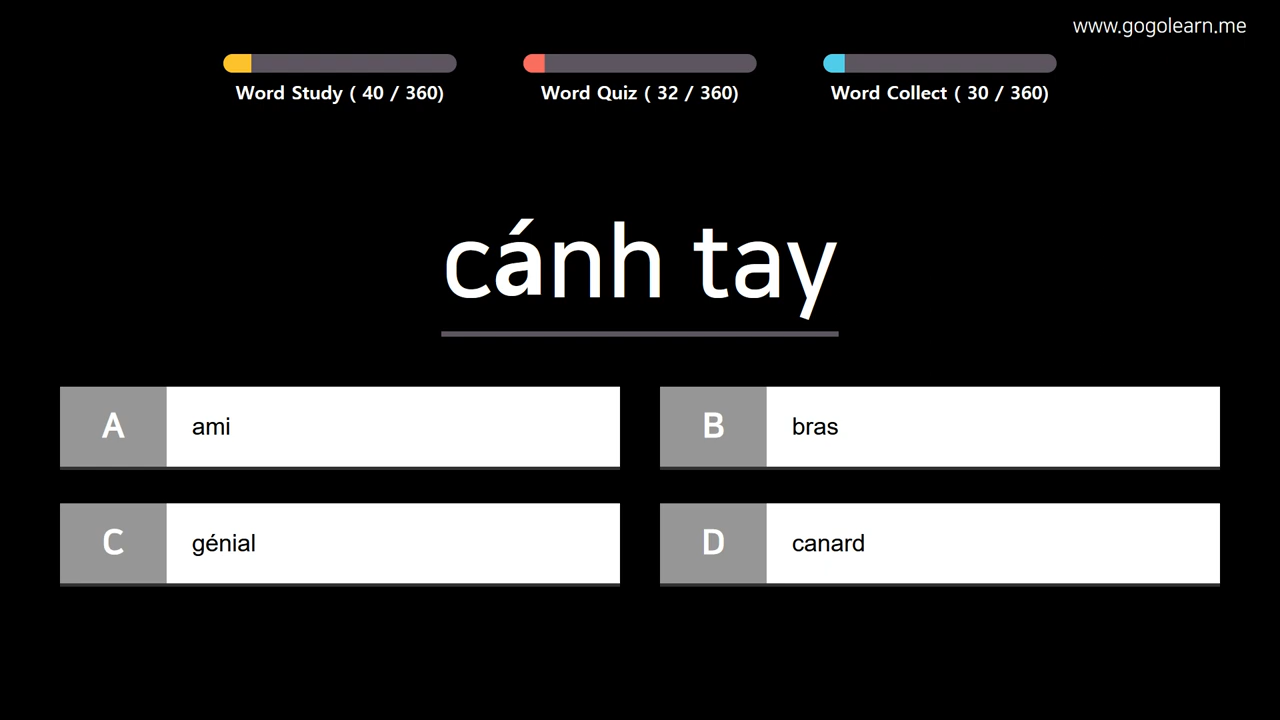 www.gogolearn.me
Word Study ( 40 / 360)
Word Quiz ( 32 / 360)
Word Collect ( 30 / 360)
cánh tay
A ami
B bras
C génial
D canard